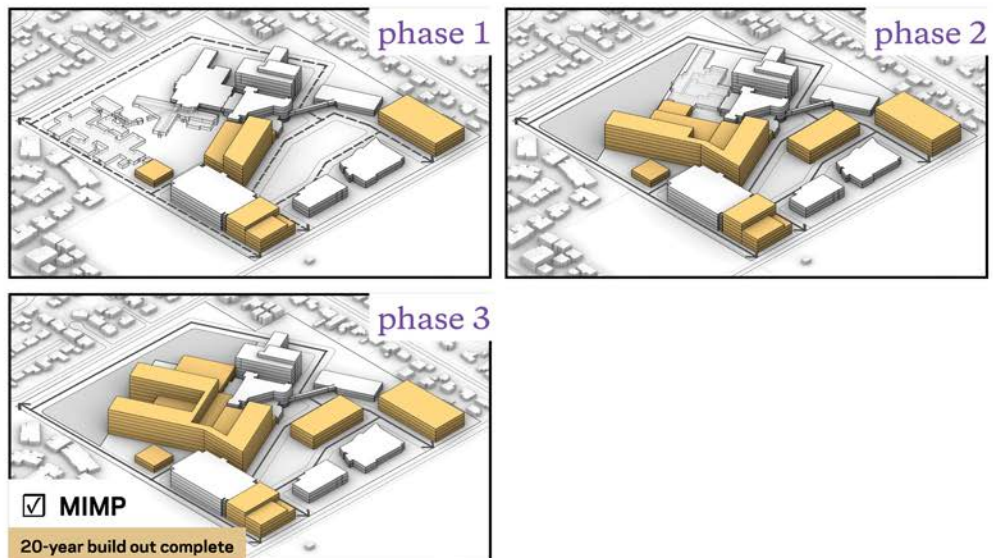 phase 1
phase 2
phase 3
☑ MIMP
20-year build out complete